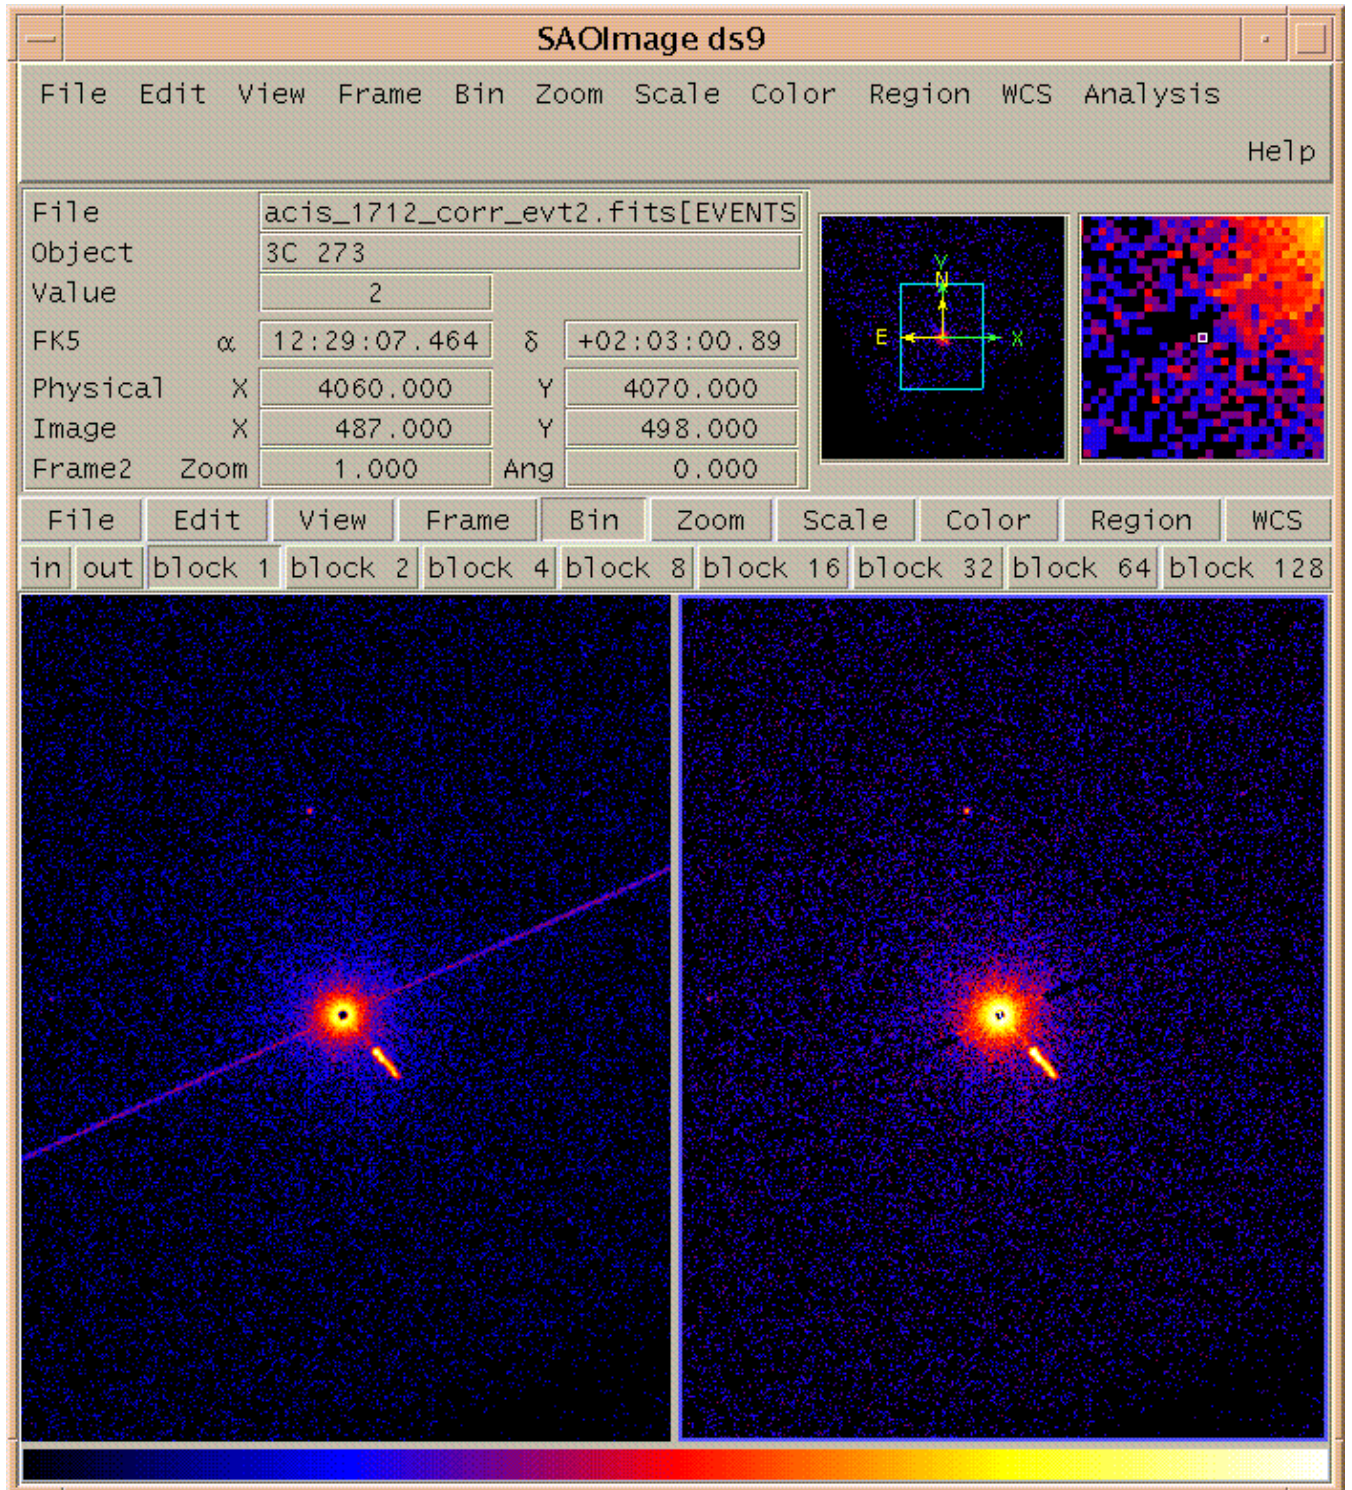 SAOImage ds9
File Edit View Frame Bin Zoom Scale Color Region WCS Analysis
Help
File acis_1712_corr_evt2.fits[EVENTS
Object 3C 273
Value 2
FK5 α 12:29:07.464 δ +02:03:00.89
Physical X 4060.000 Y 4070.000
Image X 487.000 Y 498.000
Frame2 Zoom 1.000 Ang 0.000
Y
N
E X
File Edit View Frame Bin Zoom Scale Color Region WCS
in out block 1 block 2 block 4 block 8 block 16 block 32 block 64 block 128